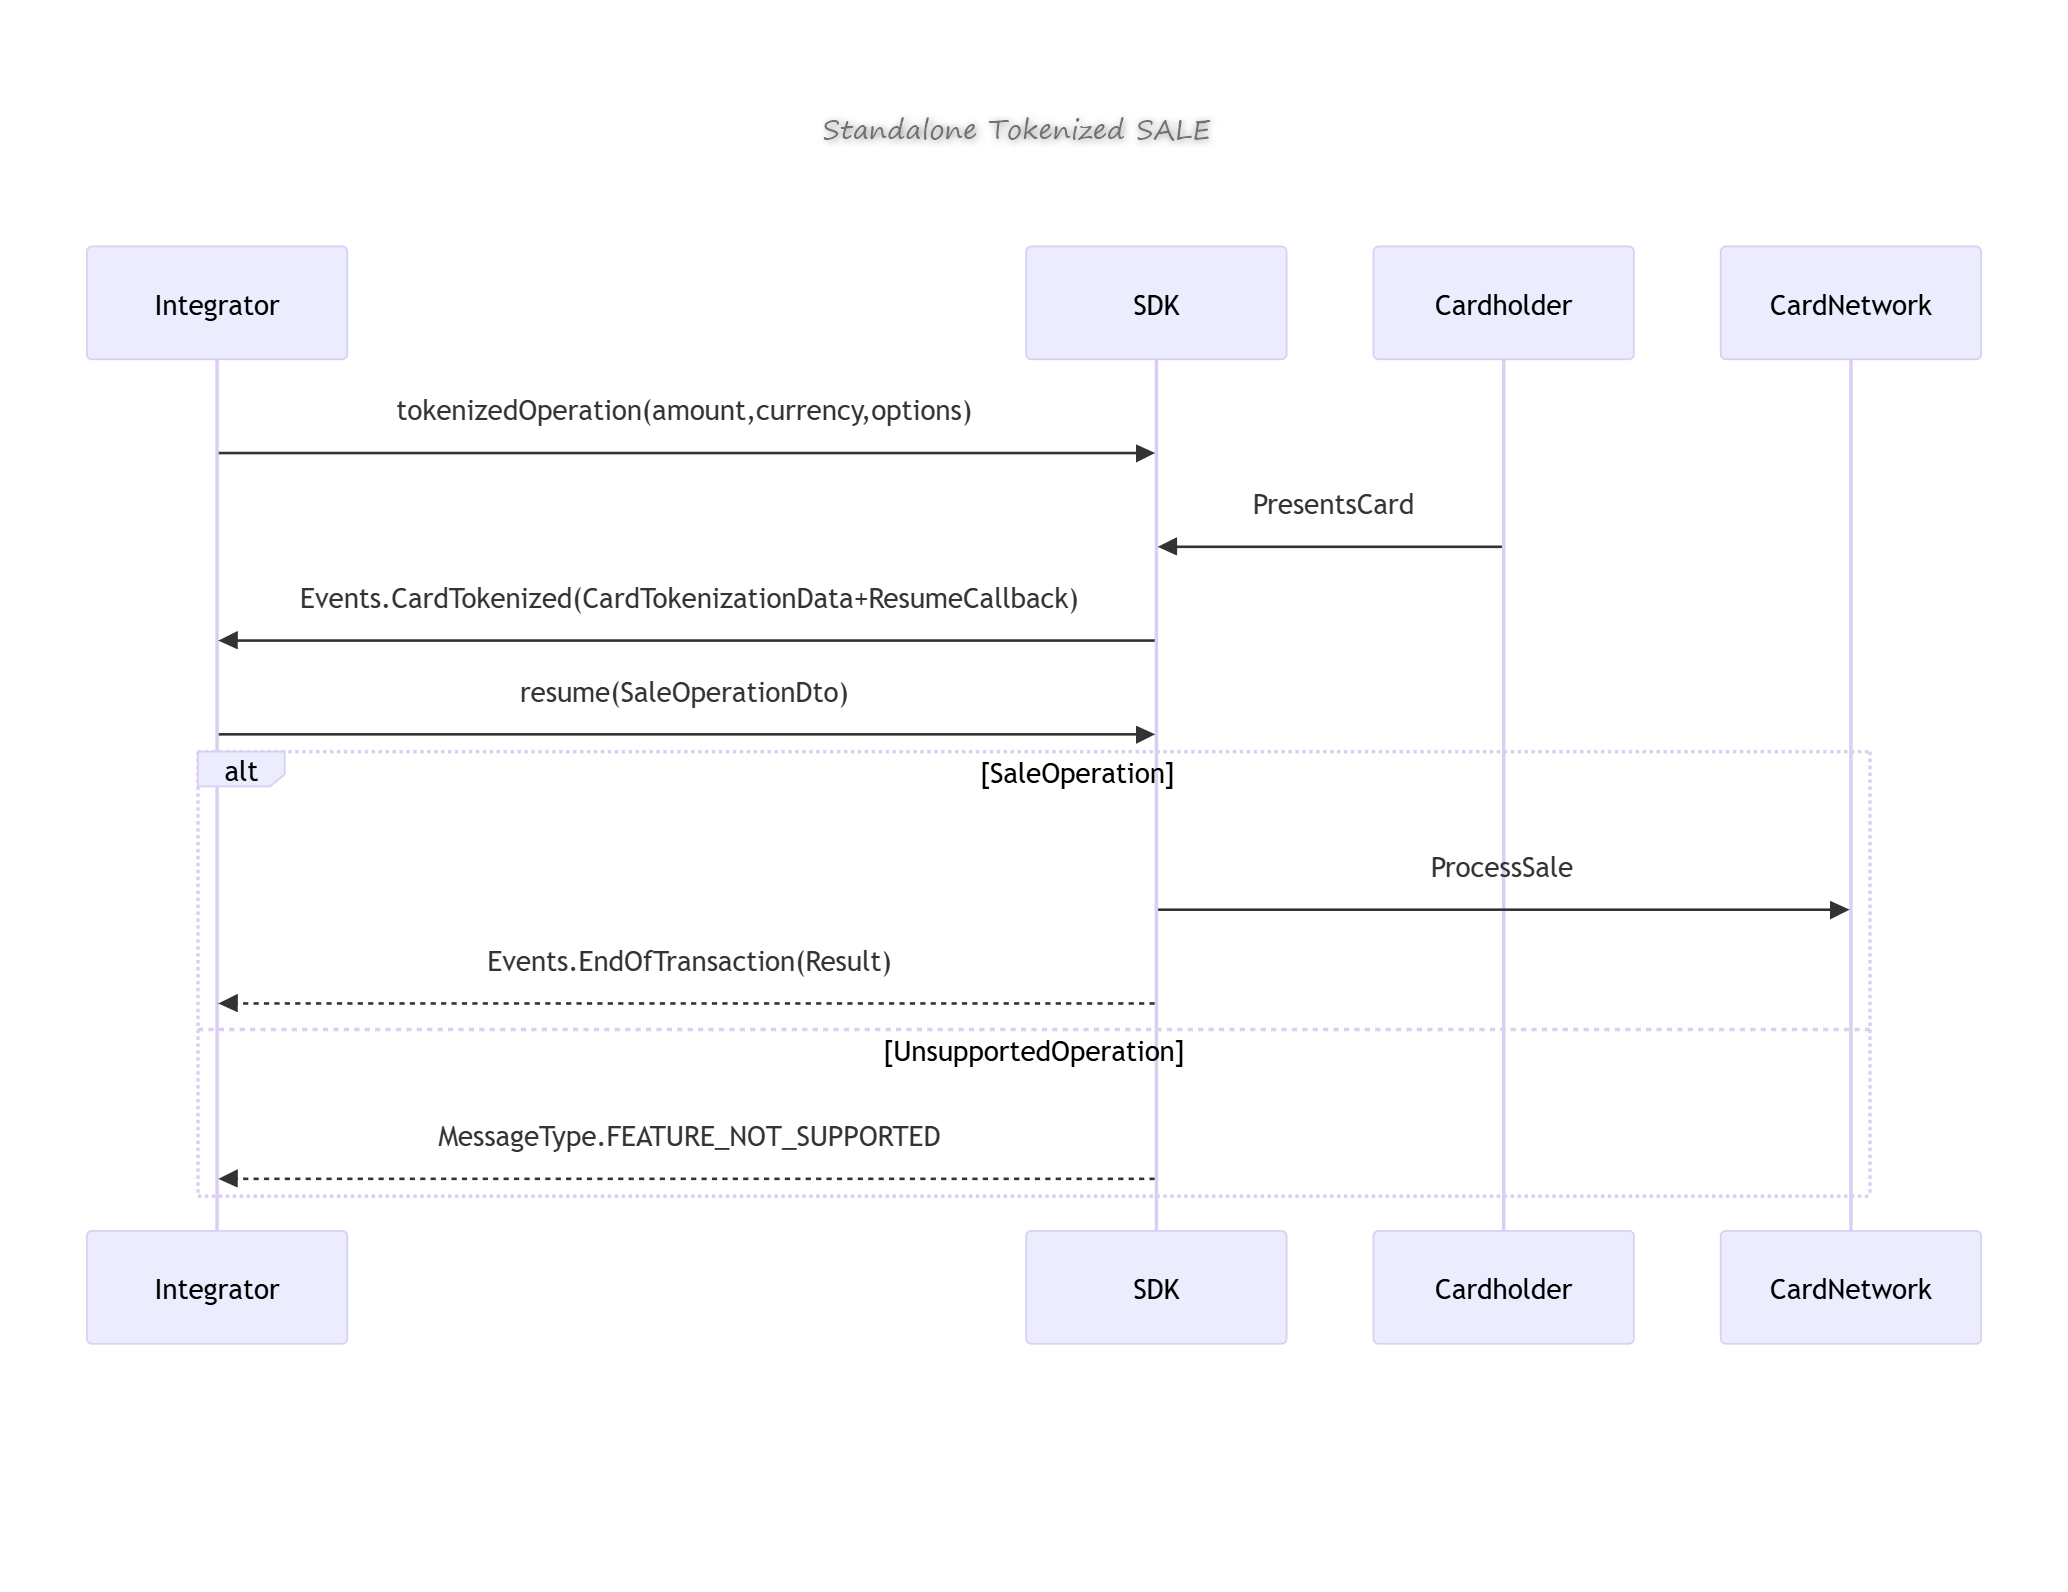 Standalone Tokenized SALE
Integrator
SDK
Cardholder
CardNetwork
tokenizedOperation(amount,currency,options)
PresentsCard
Events.CardTokenized(CardTokenizationData+ResumeCallback)
resume(SaleOperationDto)
alt
[SaleOperation]
ProcessSale
Events.EndOfTransaction(Result)
[UnsupportedOperation]
MessageType.FEATURE_NOT_SUPPORTED
Integrator
SDK
Cardholder
CardNetwork